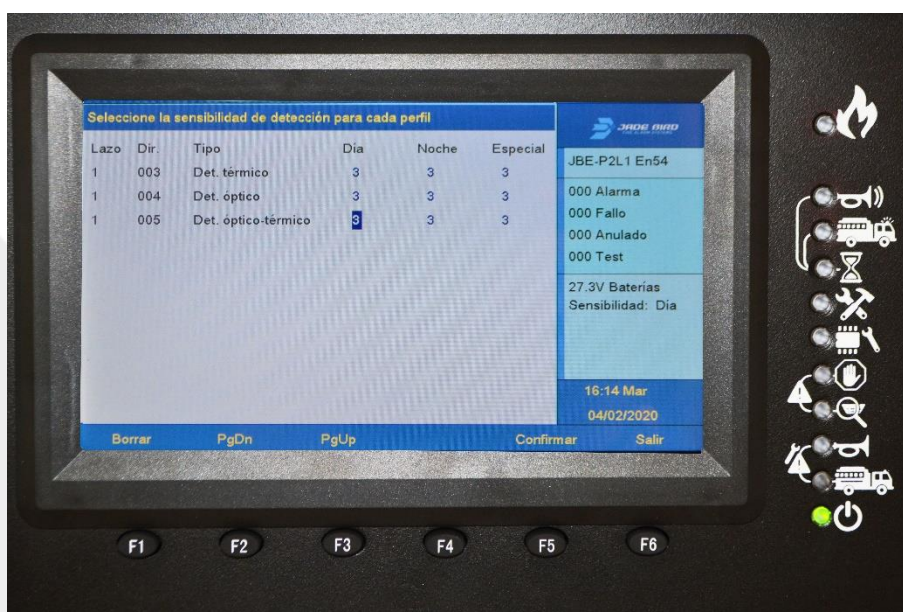 Seleccione la sensibilidad de detección para cada perfil
Lazo Dir. Tipo Dia Noche Especial
1 003 Det. térmico 3 3 3
1 004 Det. óptico 3 3 3
1 005 Det. óptico-térmico 3 3 3
JADE BIRD
JBE-P2L1 En54
000 Alarma
000 Fallo
000 Anulado
000 Test
27.3V Baterias
Sensibilidad: Dia
16:14 Mar
04/02/2020
Borrar PgDn PgUp Confirmar Salir
F1 F2 F3 F4 F5 F6